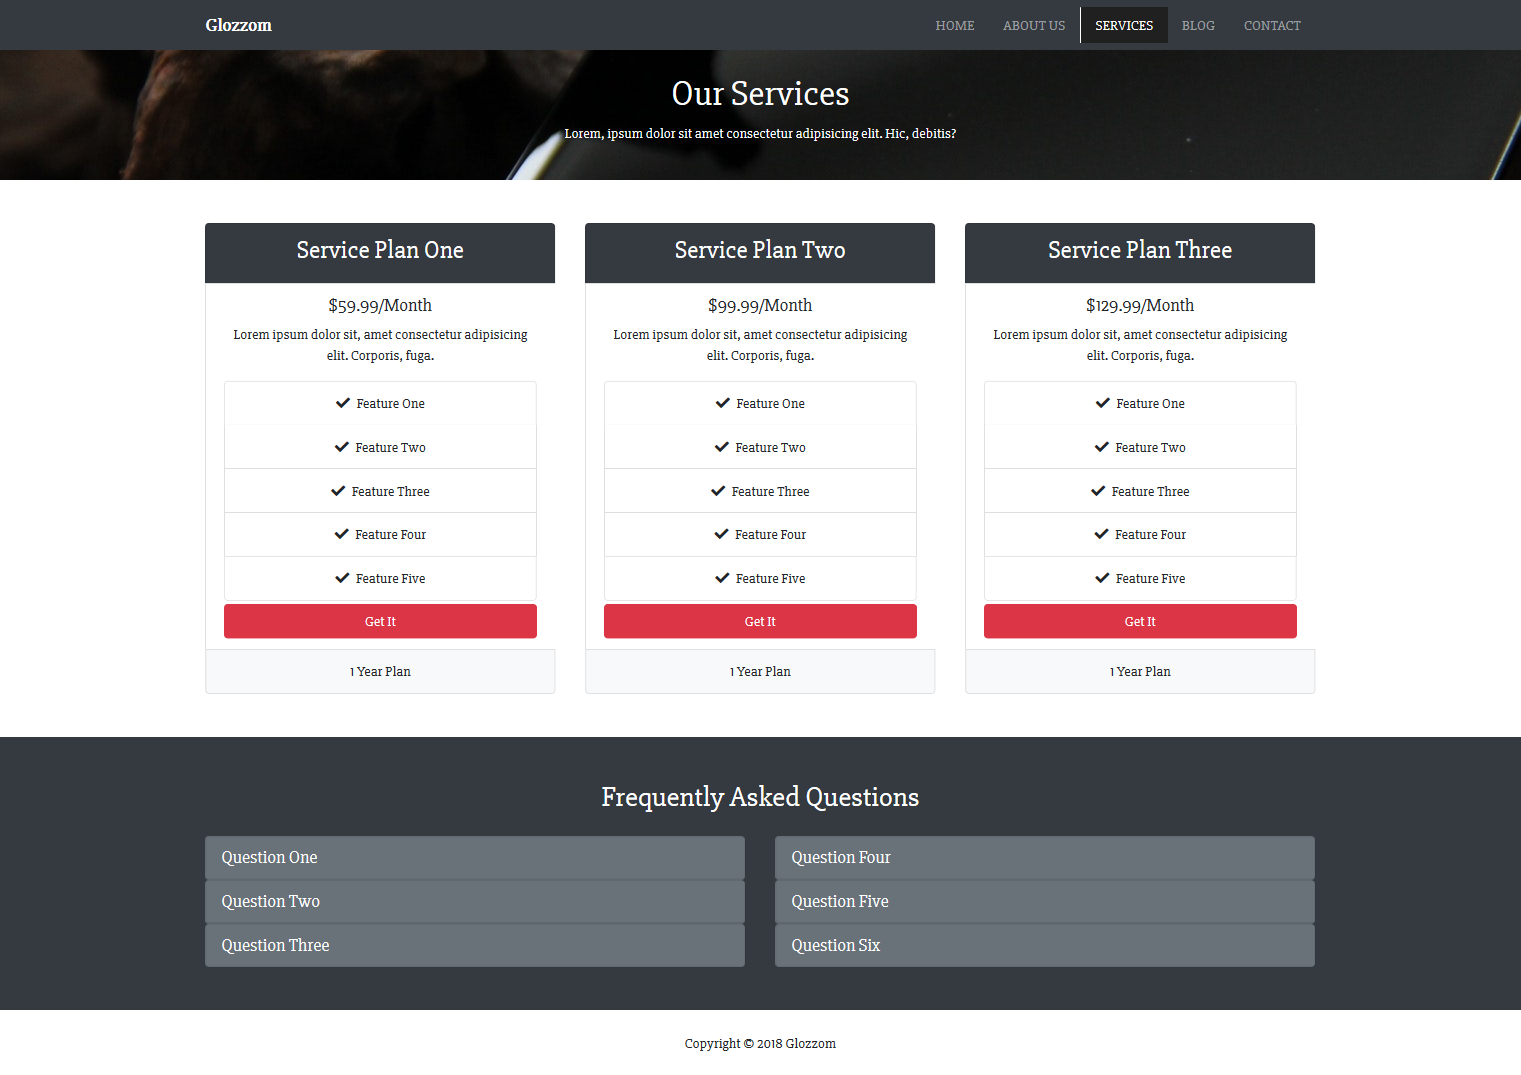 Glozzom
HOME
ABOUT US
SERVICES
BLOG
CONTACT
Our Services
Lorem, ipsum dolor sit amet consectetur adipisicing elit. Hic, debitis?
Service Plan One
$59.99/Month
Lorem ipsum dolor sit, amet consectetur adipisicing
elit. Corporis, fuga.
Feature One
Feature Two
Feature Three
Feature Four
Feature Five
Get It
1 Year Plan
Service Plan Two
$99.99/Month
Lorem ipsum dolor sit, amet consectetur adipisicing
elit. Corporis, fuga.
Feature One
Feature Two
Feature Three
Feature Four
Feature Five
Get It
1 Year Plan
Service Plan Three
$129.99/Month
Lorem ipsum dolor sit, amet consectetur adipisicing
elit. Corporis, fuga.
Feature One
Feature Two
Feature Three
Feature Four
Feature Five
Get It
1 Year Plan
Frequently Asked Questions
Question One
Question Two
Question Three
Question Four
Question Five
Question Six
Copyright © 2018 Glozzom